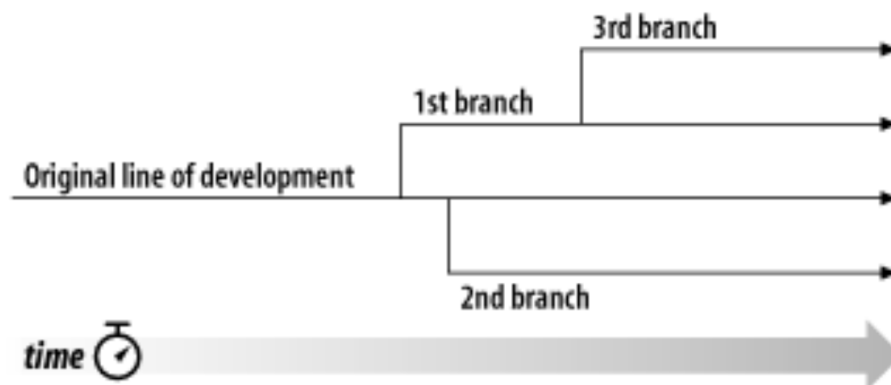 3rd branch
1st branch
Original line of development
2nd branch
time